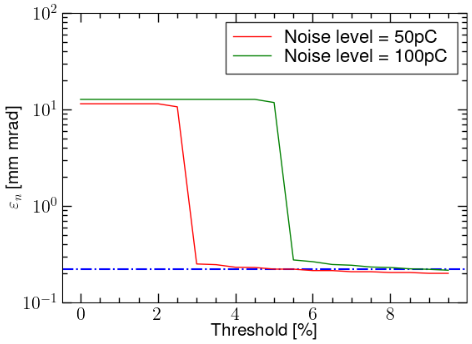 10²
Noise level = 50pC
Noise level = 100pC
10¹
εₙ [mm mrad]
10⁰
10⁻¹
0 2 4 6 8
Threshold [%]